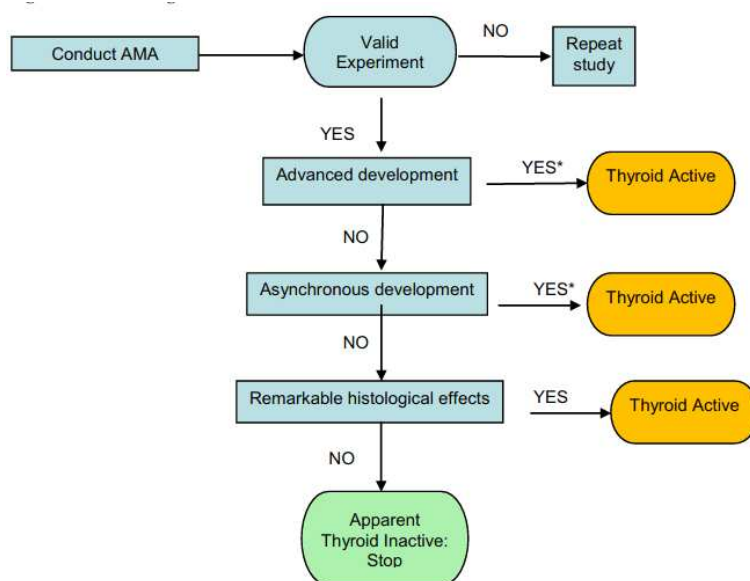 Conduct AMA
Valid
Experiment
NO
Repeat
study
YES
Advanced development
YES*
Thyroid Active
NO
Asynchronous development
YES*
Thyroid Active
NO
Remarkable histological effects
YES
Thyroid Active
NO
Apparent
Thyroid Inactive:
Stop